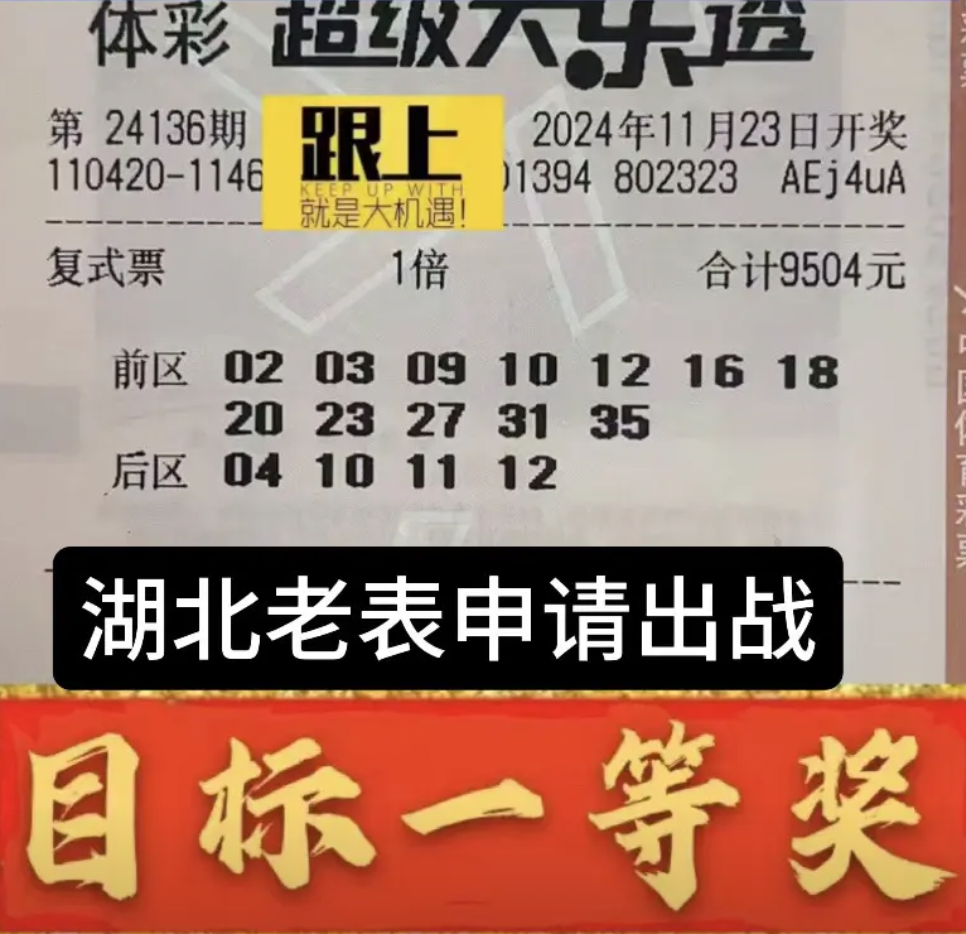 体彩 超级大乐透
第 24136期
2024年11月23日开奖
跟上
KEEP UP WITH
就是大机遇!
110420-1146
01394 802323 AEj4uA
复式票 1倍 合计9504元
前区 02 03 09 10 12 16 18
20 23 27 31 35
后区 04 10 11 12
湖北老表申请出战
目标一等奖